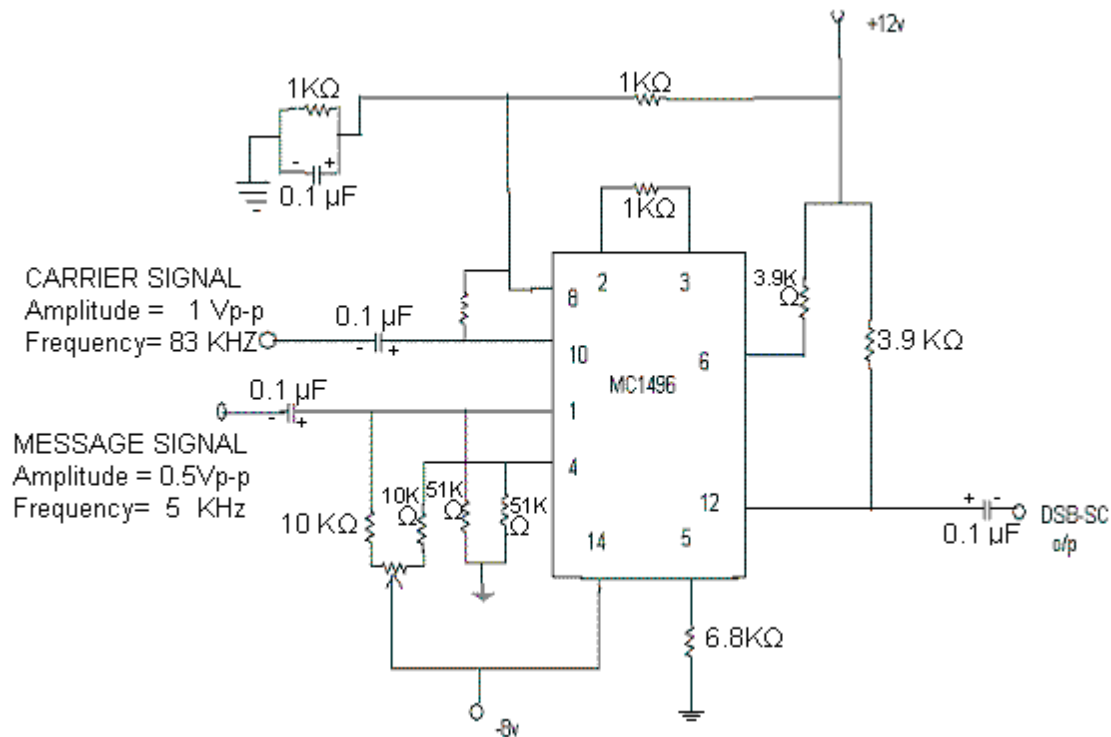 +12v
1KΩ
1KΩ
0.1 µF
1KΩ
CARRIER SIGNAL
Amplitude = 1 Vp-p
Frequency= 83 KHZ
0.1 µF
2
3
8
10
6
MC1496
3.9K
Ω
3.9 KΩ
0.1 µF
1
MESSAGE SIGNAL
Amplitude = 0.5Vp-p
Frequency= 5 KHz
4
10 KΩ
10K
Ω
51K
Ω
51K
Ω
12
14
5
0.1 µF
DSB-SC
o/p
6.8KΩ
-8v